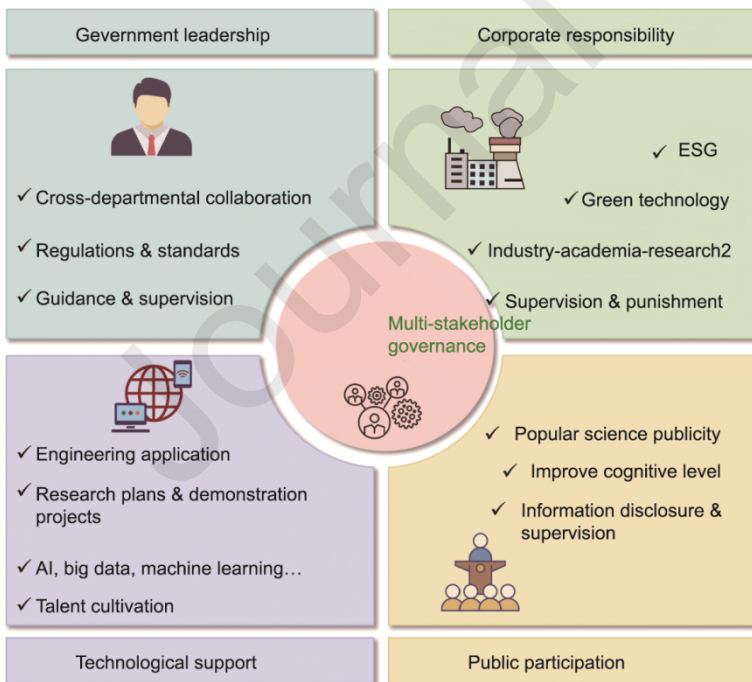 Gevernment leadership
Corporate responsibility
✓ Cross-departmental collaboration
✓ Regulations & standards
✓ Guidance & supervision
✓ ESG
✓ Green technology
✓ Industry-academia-research2
✓ Supervision & punishment
Multi-stakeholder
governance
✓ Engineering application
✓ Research plans & demonstration
projects
✓ AI, big data, machine learning…
✓ Talent cultivation
✓ Popular science publicity
✓ Improve cognitive level
✓ Information disclosure &
supervision
Technological support
Public participation
Journal